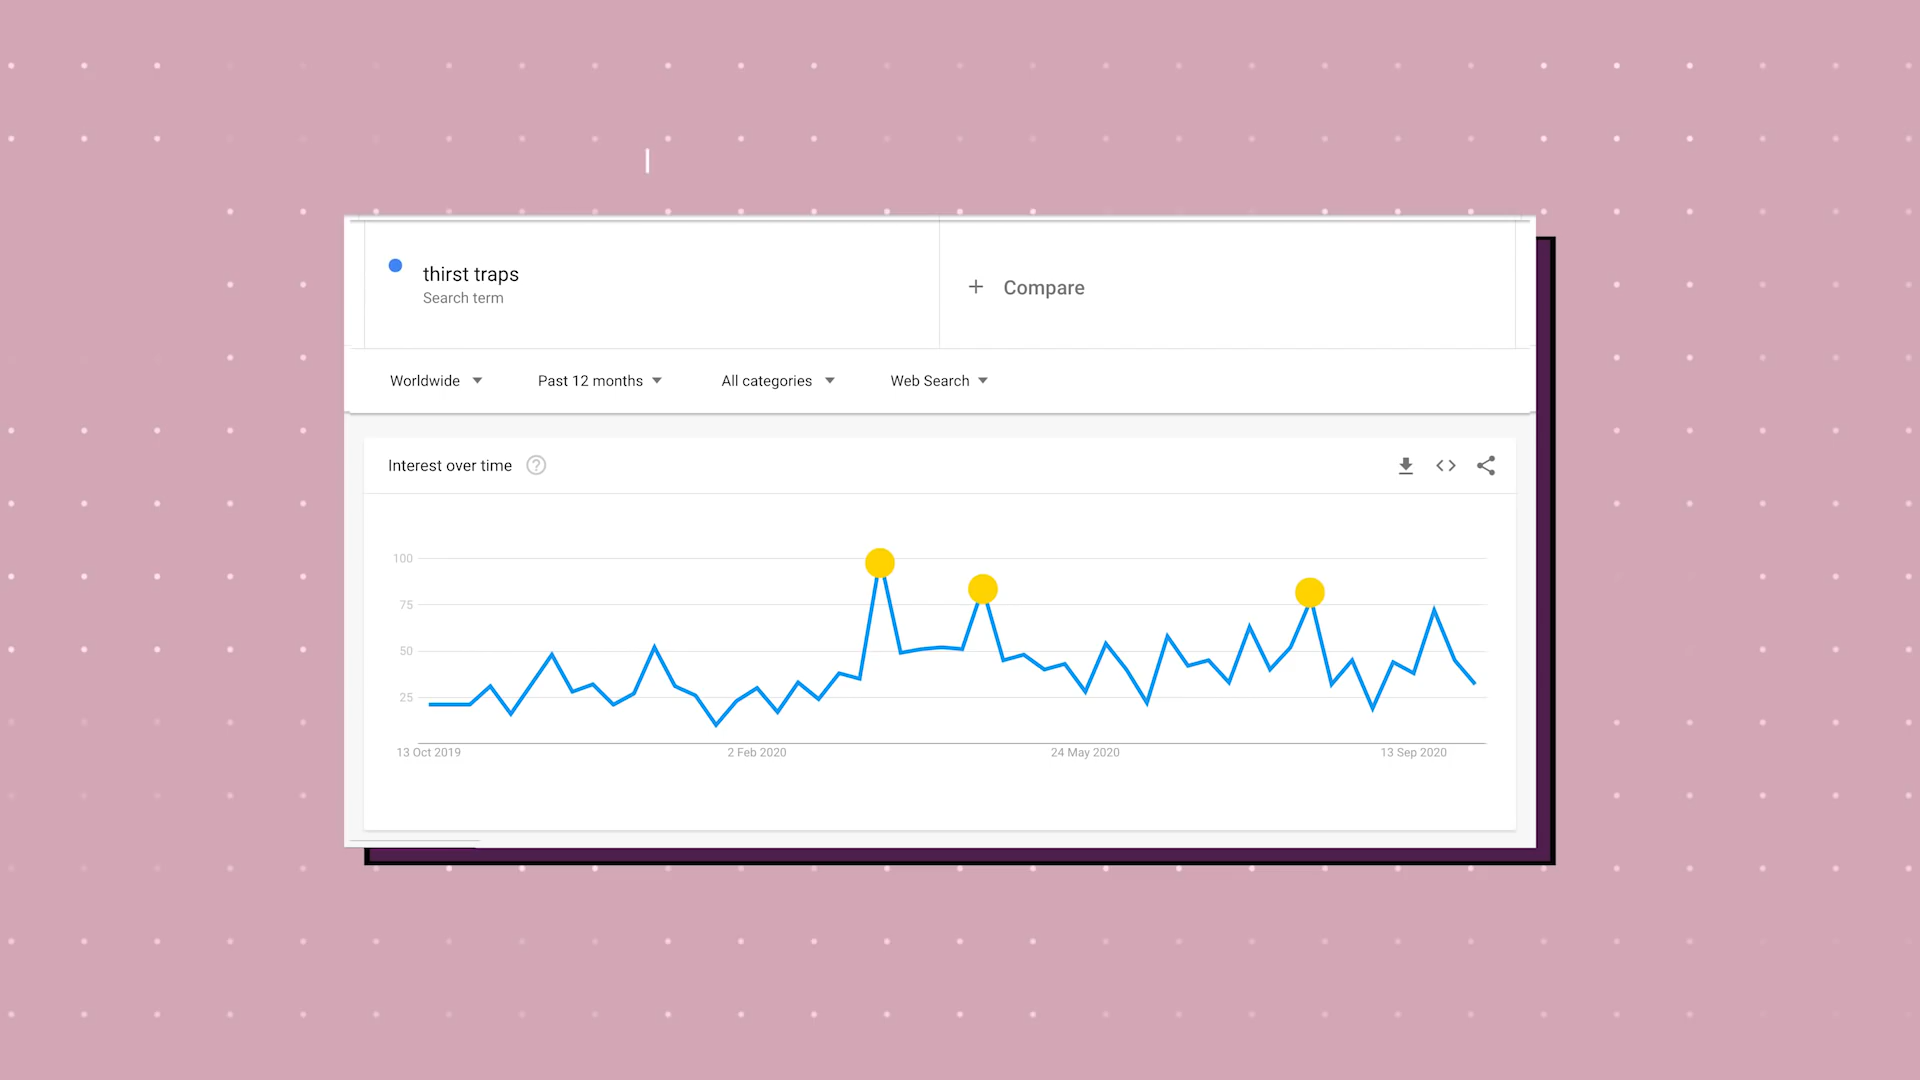 thirst traps
Search term
+ Compare
Worldwide
Past 12 months
All categories
Web Search
Interest over time ?
100
75
50
25
13 Oct 2019
2 Feb 2020
24 May 2020
13 Sep 2020